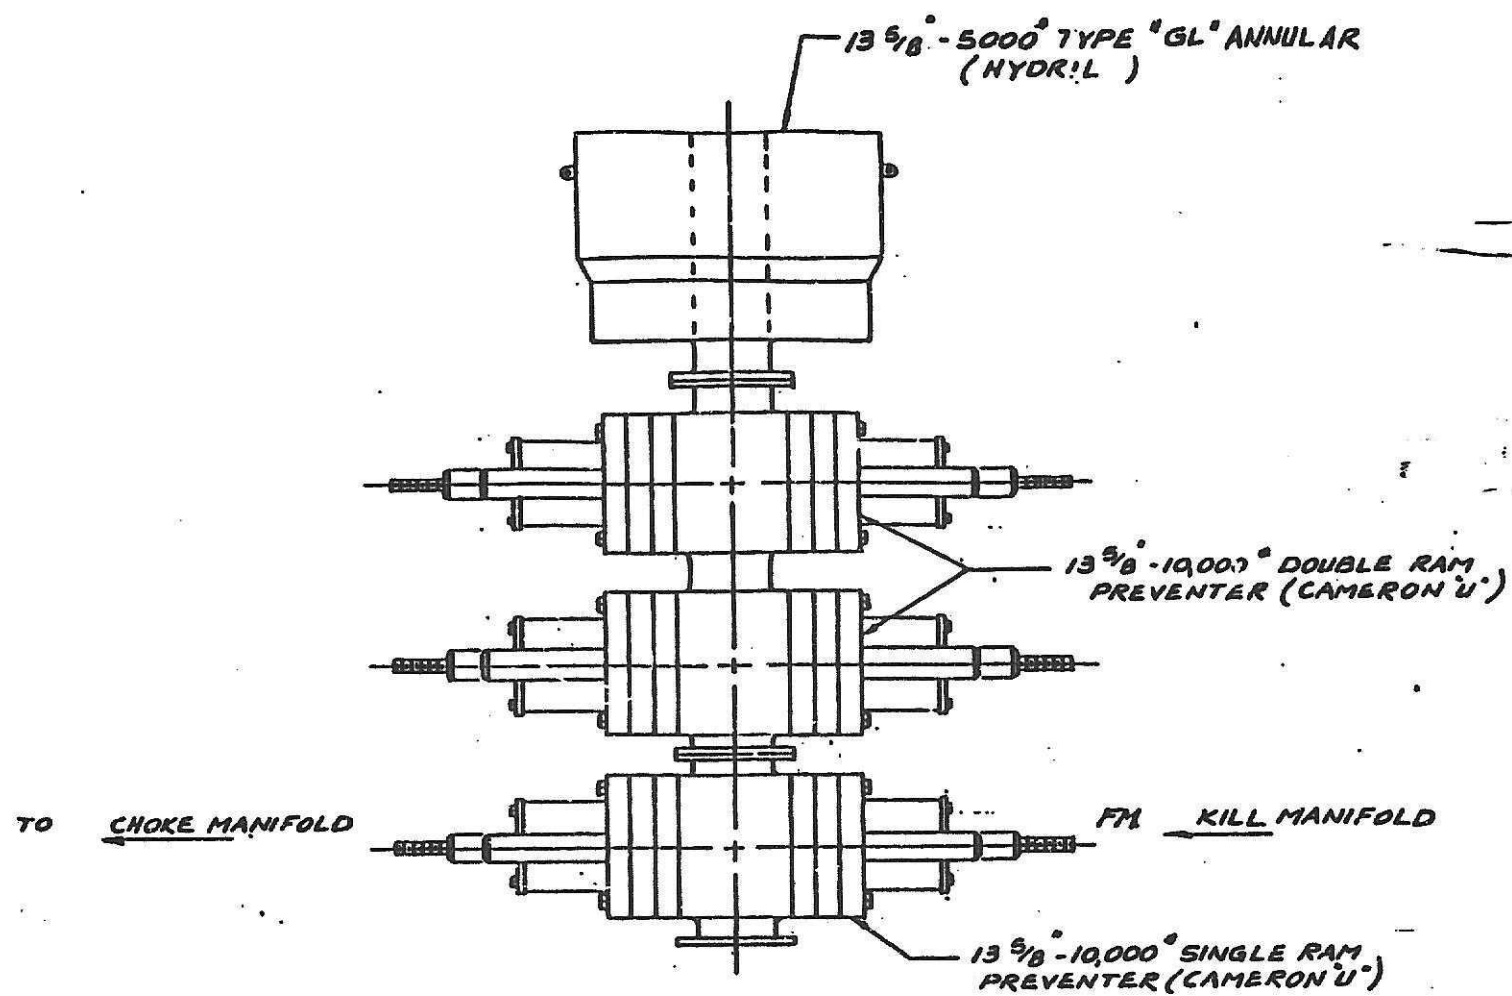 13 5/8" - 5000# TYPE "GL" ANNULAR
(HYDRIL )
13 5/8" - 10,000# DOUBLE RAM
PREVENTER (CAMERON "U")
TO CHOKE MANIFOLD
FM KILL MANIFOLD
13 5/8" - 10,000# SINGLE RAM
PREVENTER (CAMERON "U")